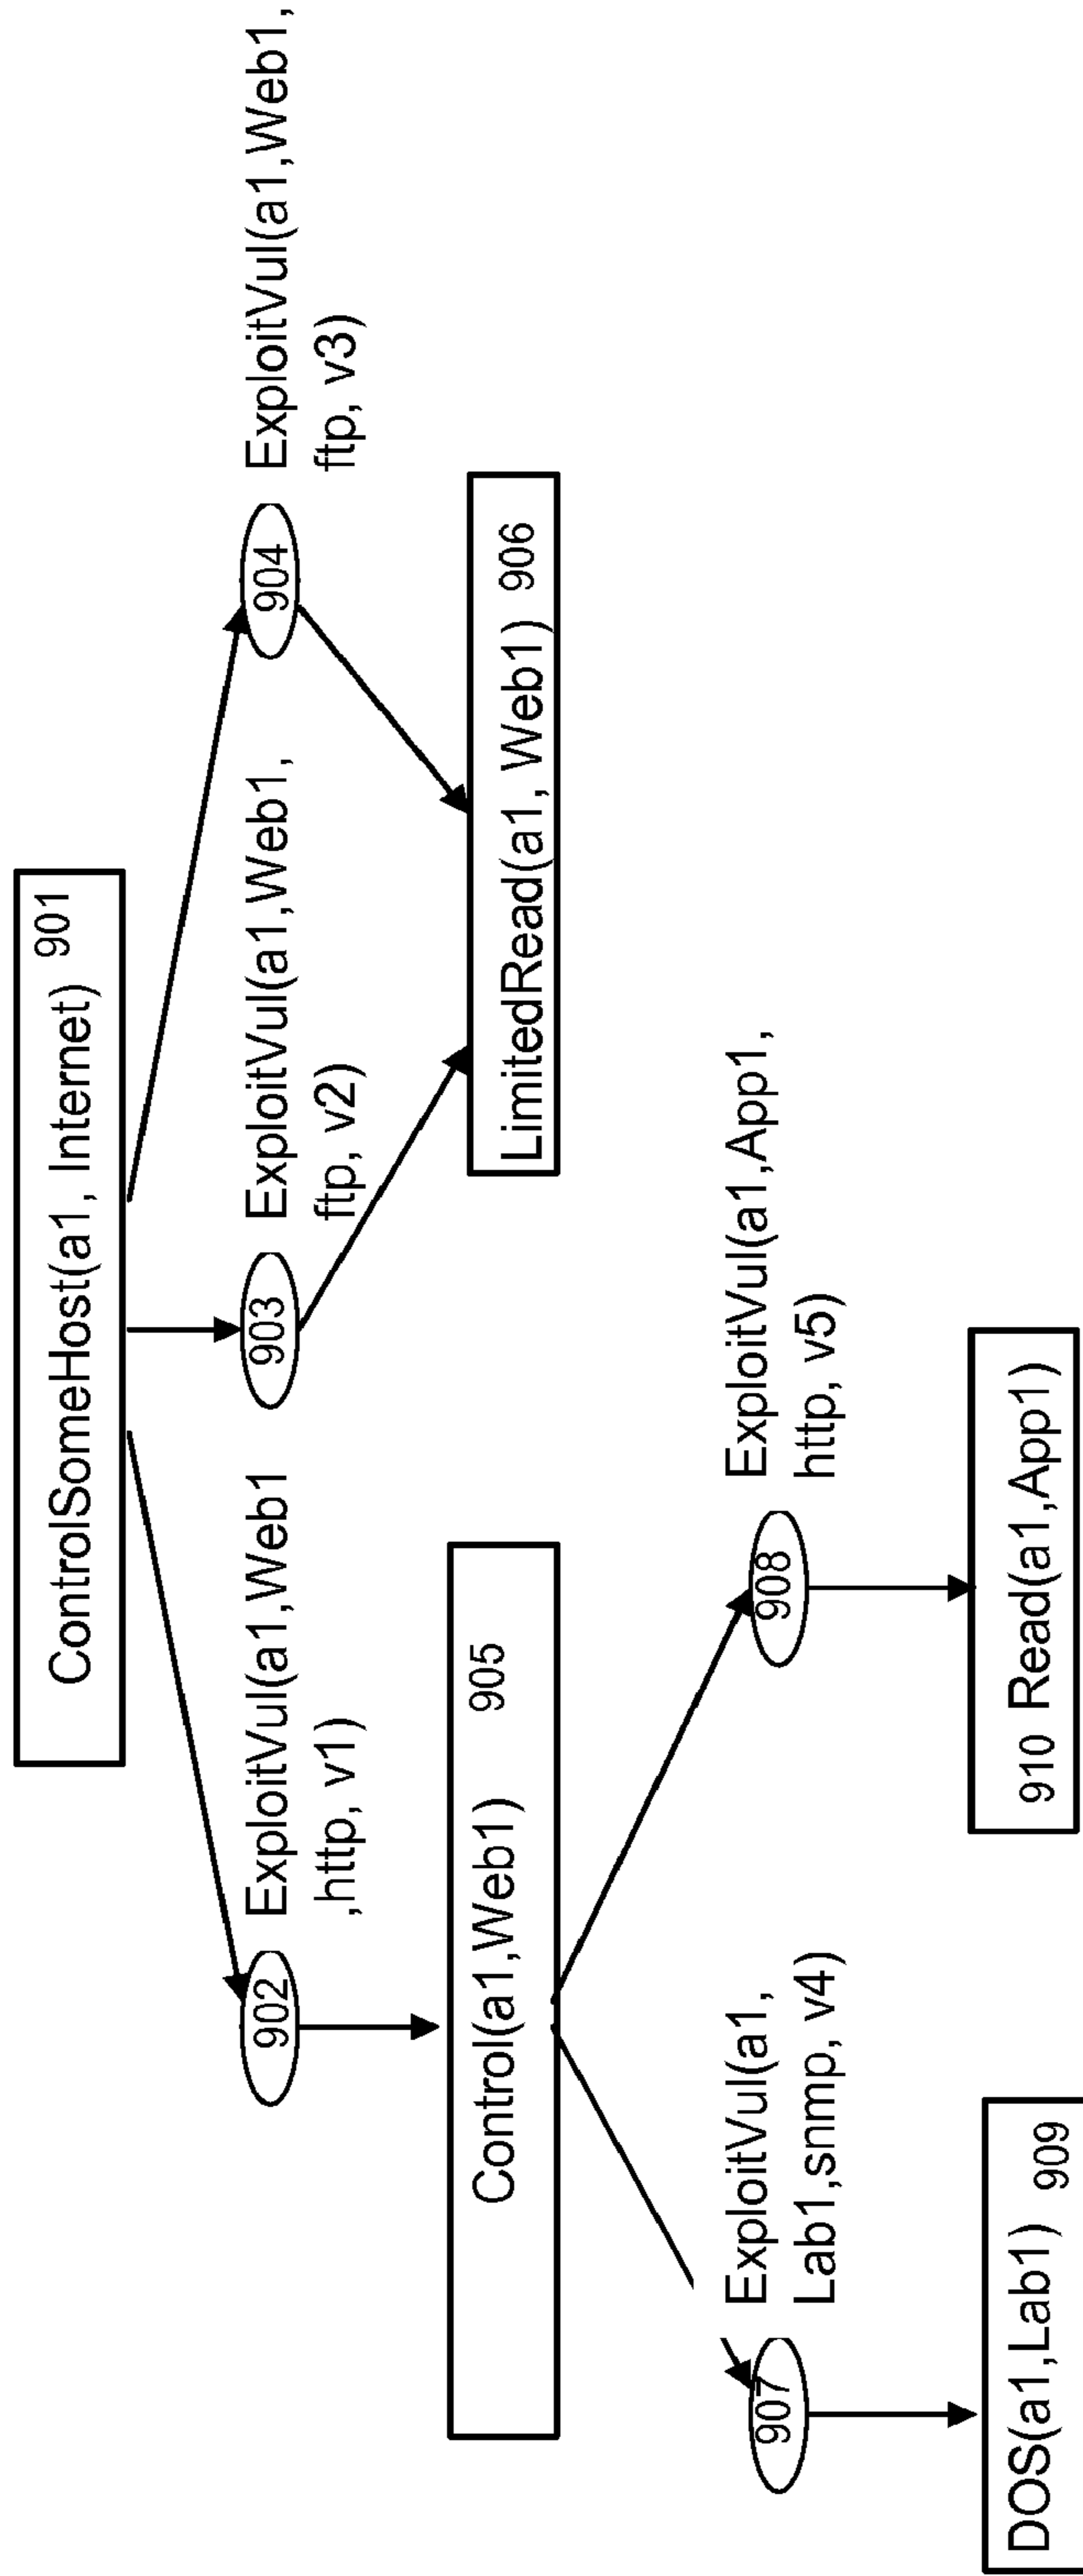 ControlSomeHost(a1, Internet) 901
902
ExploitVul(a1,Web1
,http, v1)
903
ExploitVul(a1,Web1,
ftp, v2)
904
ExploitVul(a1,Web1,
ftp, v3)
Control(a1,Web1) 905
LimitedRead(a1, Web1) 906
907
ExploitVul(a1,
Lab1,snmp, v4)
908
ExploitVul(a1,App1,
http, v5)
DOS(a1,Lab1) 909
910 Read(a1,App1)